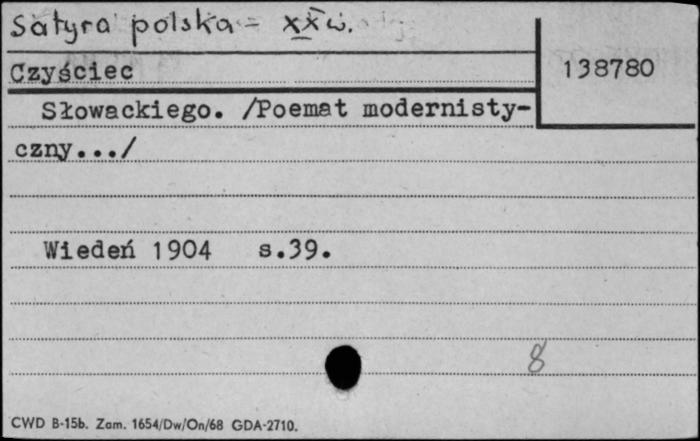 Satyra polska - XX w.
Czyściec
138780
Słowackiego. /Poemat modernisty-
czny.../
Wiedeń 1904 s.39.
8
CWD B-15b. Zam. 1654/Dw/On/68 GDA-2710.